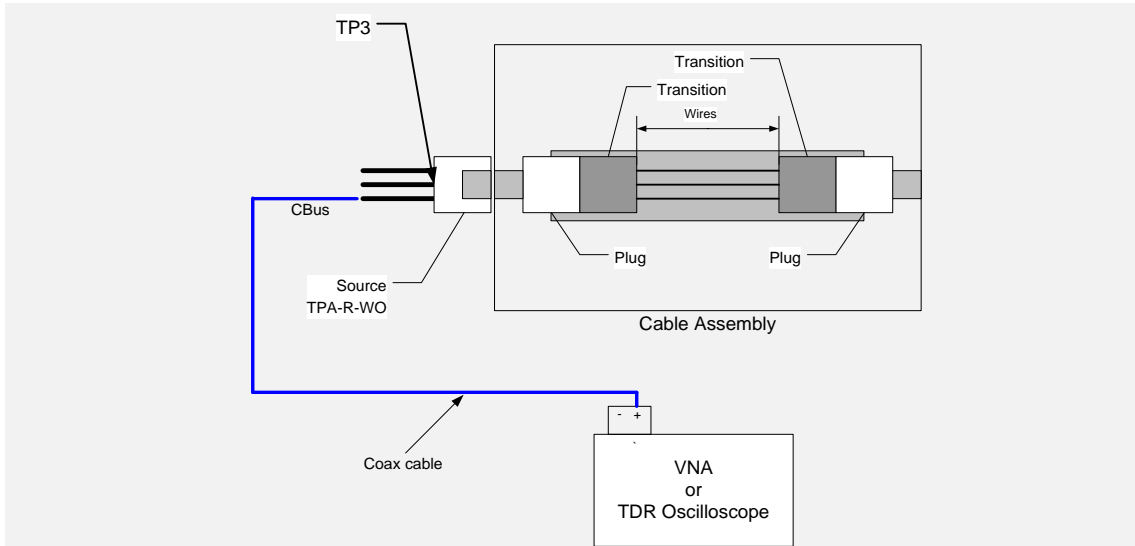 TP3
Transition
Transition
Wires
CBus
Plug
Plug
Source
TPA-R-WO
Cable Assembly
- +
`
Coax cable
VNA
or
TDR Oscilloscope